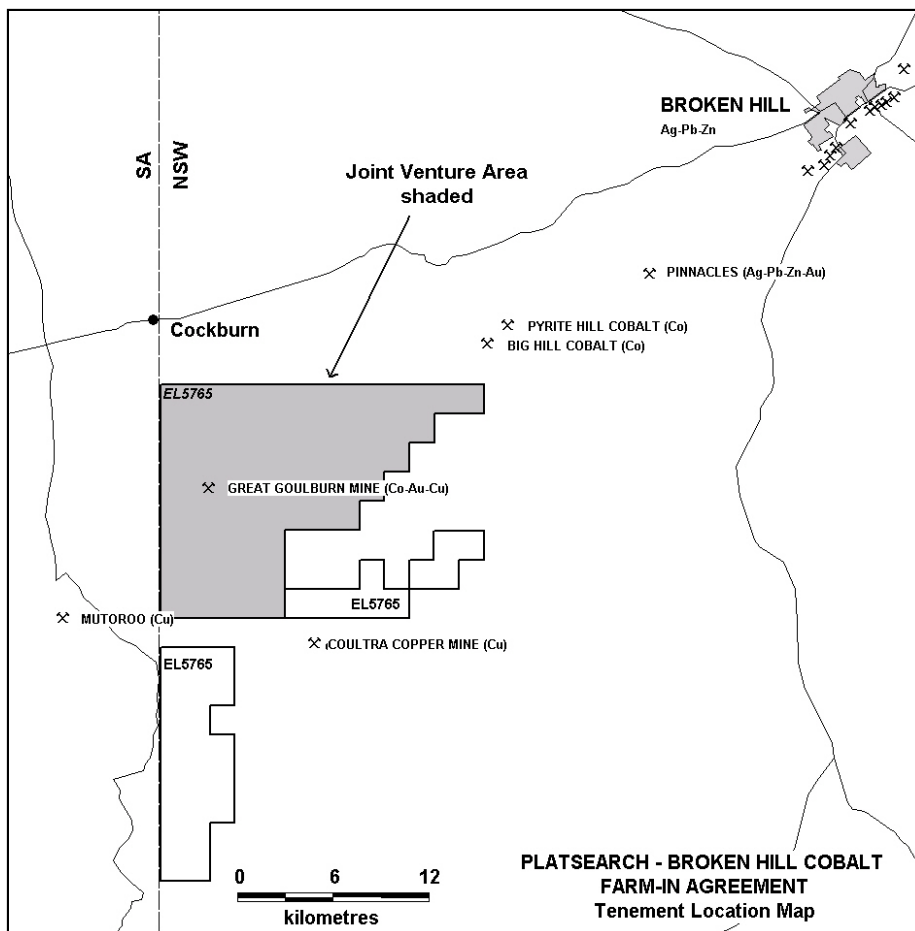 BROKEN HILL
Ag-Pb-Zn
SA
NSW
Joint Venture Area
shaded
PINNACLES (Ag-Pb-Zn-Au)
Cockburn
PYRITE HILL COBALT (Co)
BIG HILL COBALT (Co)
EL5765
GREAT GOULBURN MINE (Co-Au-Cu)
EL5765
MUTOROO (Cu)
COULTRA COPPER MINE (Cu)
EL5765
0 6 12
kilometres
PLATSEARCH - BROKEN HILL COBALT
FARM-IN AGREEMENT
Tenement Location Map